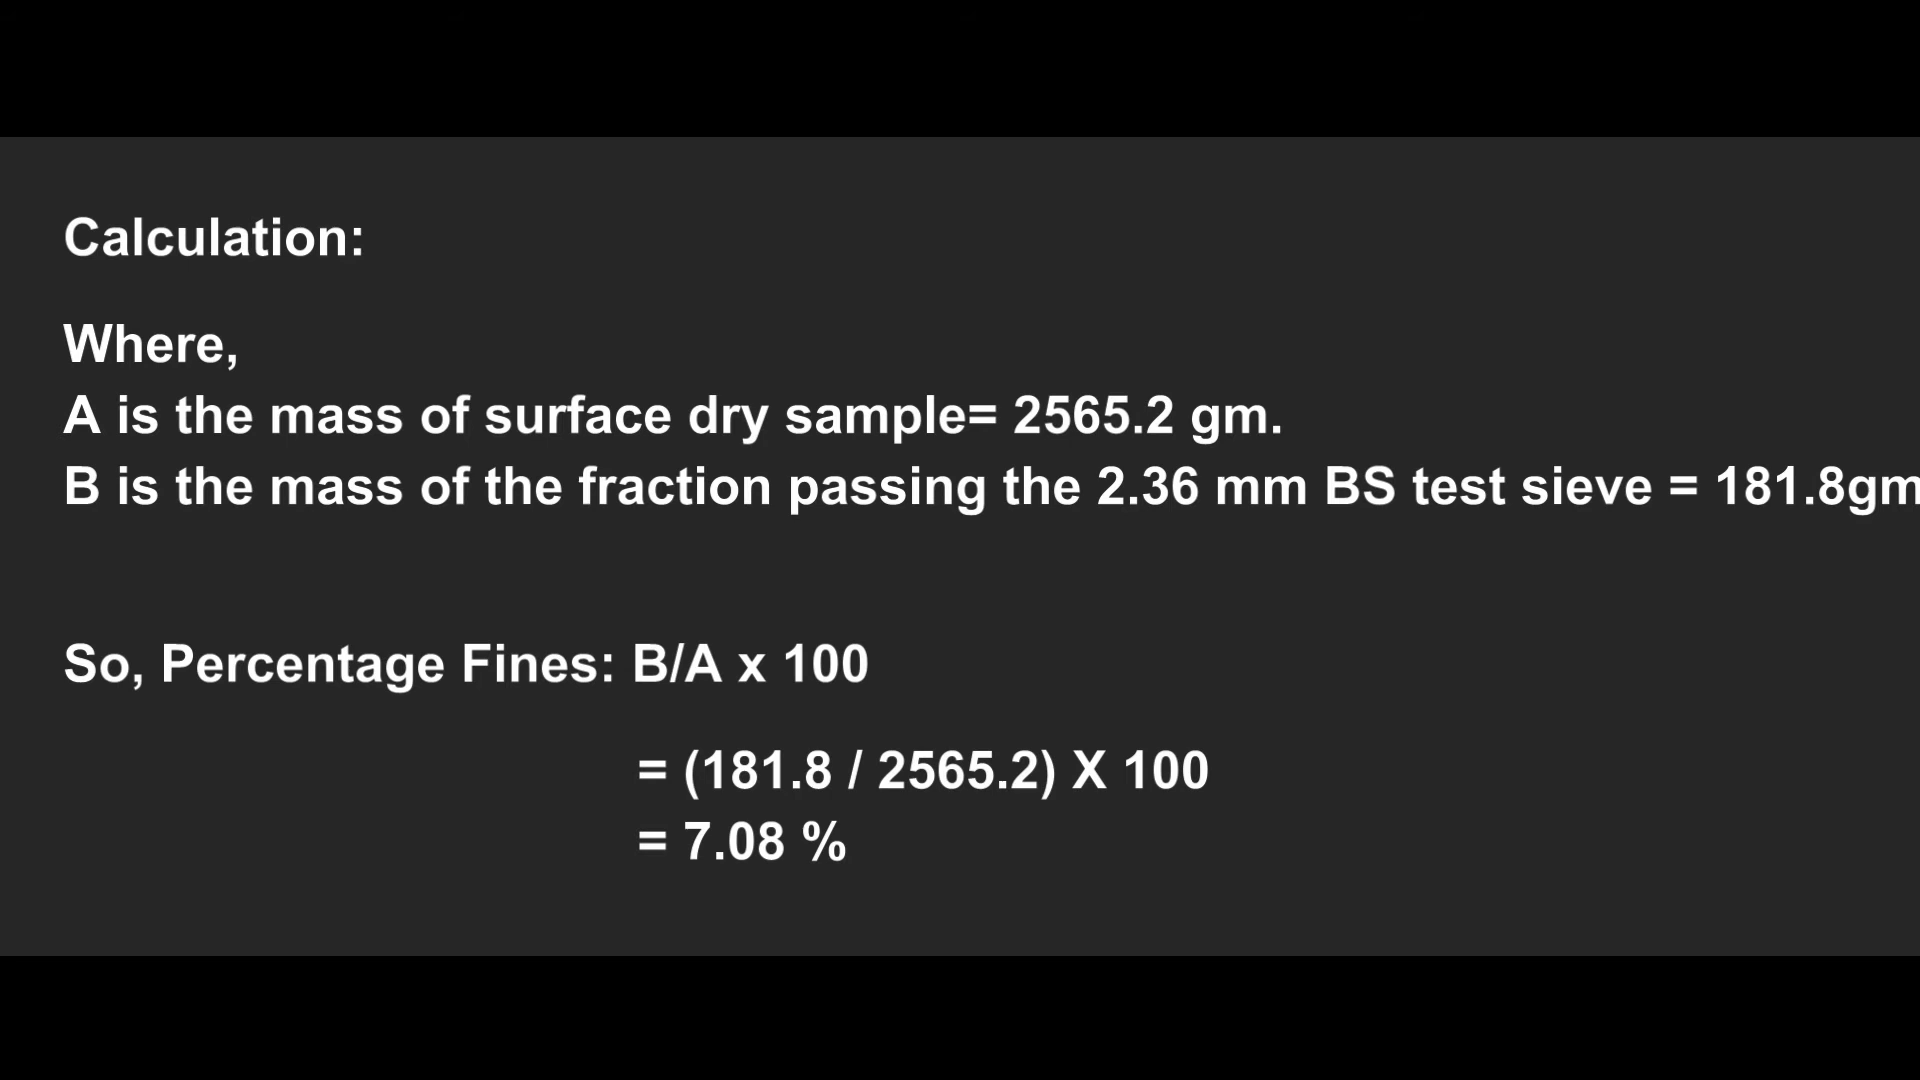 Calculation:
Where,
A is the mass of surface dry sample= 2565.2 gm.
B is the mass of the fraction passing the 2.36 mm BS test sieve = 181.8gm
So, Percentage Fines: B/A x 100
= (181.8 / 2565.2) X 100
= 7.08 %